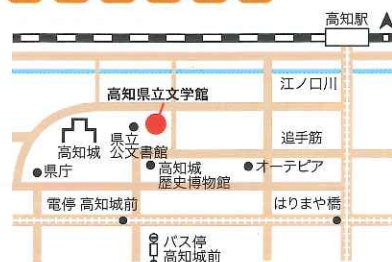 高知駅
江ノ口川
高知県立文学館
追手筋
高知城
県立
公文書館
県庁
高知城
歴史博物館
オーテピア
電停 高知城前
はりまや橋
バス停
高知城前